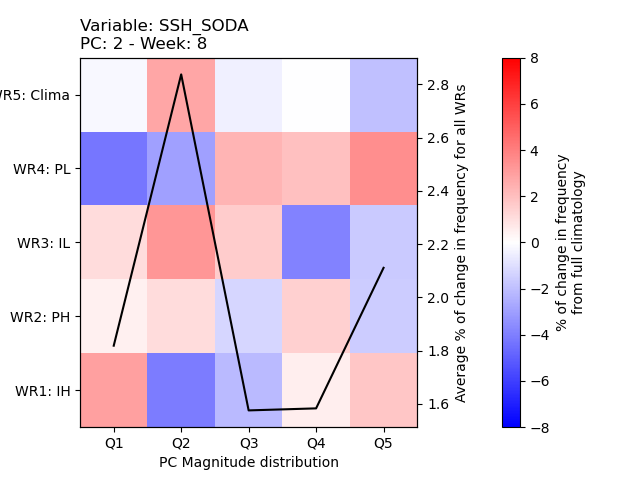 Variable: SSH_SODA
PC: 2 - Week: 8
WR5: Clima
WR4: PL
WR3: IL
WR2: PH
WR1: IH
Q1 Q2 Q3 Q4 Q5
PC Magnitude distribution
2.8
2.6
2.4
2.2
2.0
1.8
1.6
Average % of change in frequency for all WRs
8
6
4
2
0
−2
−4
−6
−8
% of change in frequency
from full climatology